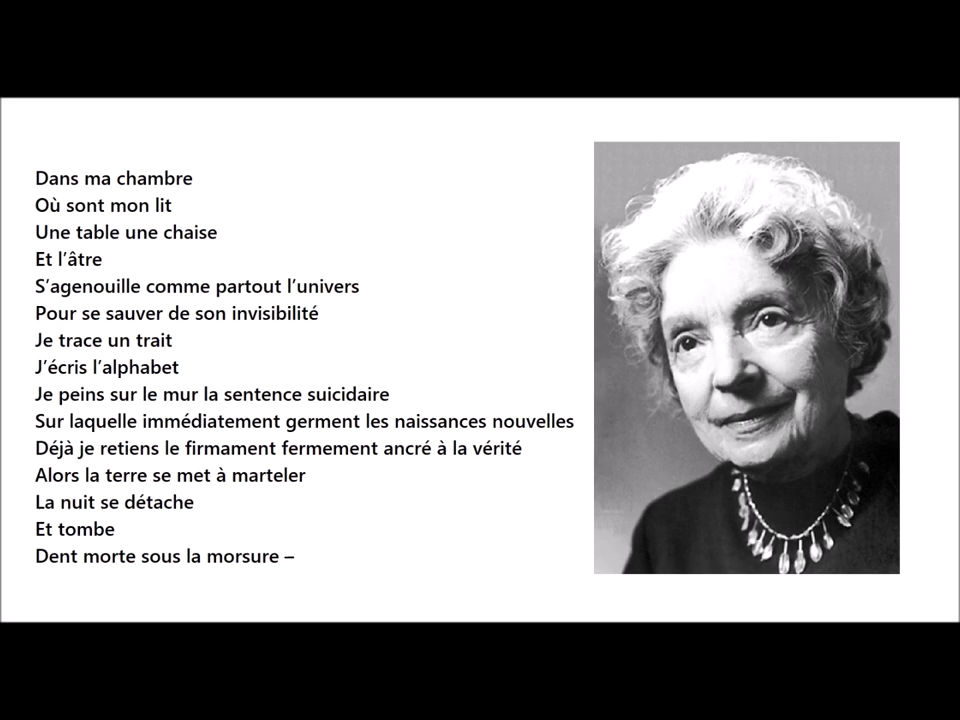 Dans ma chambre
Où sont mon lit
Une table une chaise
Et l’âtre
S’agenouille comme partout l’univers
Pour se sauver de son invisibilité
Je trace un trait
J’écris l’alphabet
Je peins sur le mur la sentence suicidaire
Sur laquelle immédiatement germent les naissances nouvelles
Déjà je retiens le firmament fermement ancré à la vérité
Alors la terre se met à marteler
La nuit se détache
Et tombe
Dent morte sous la morsure –